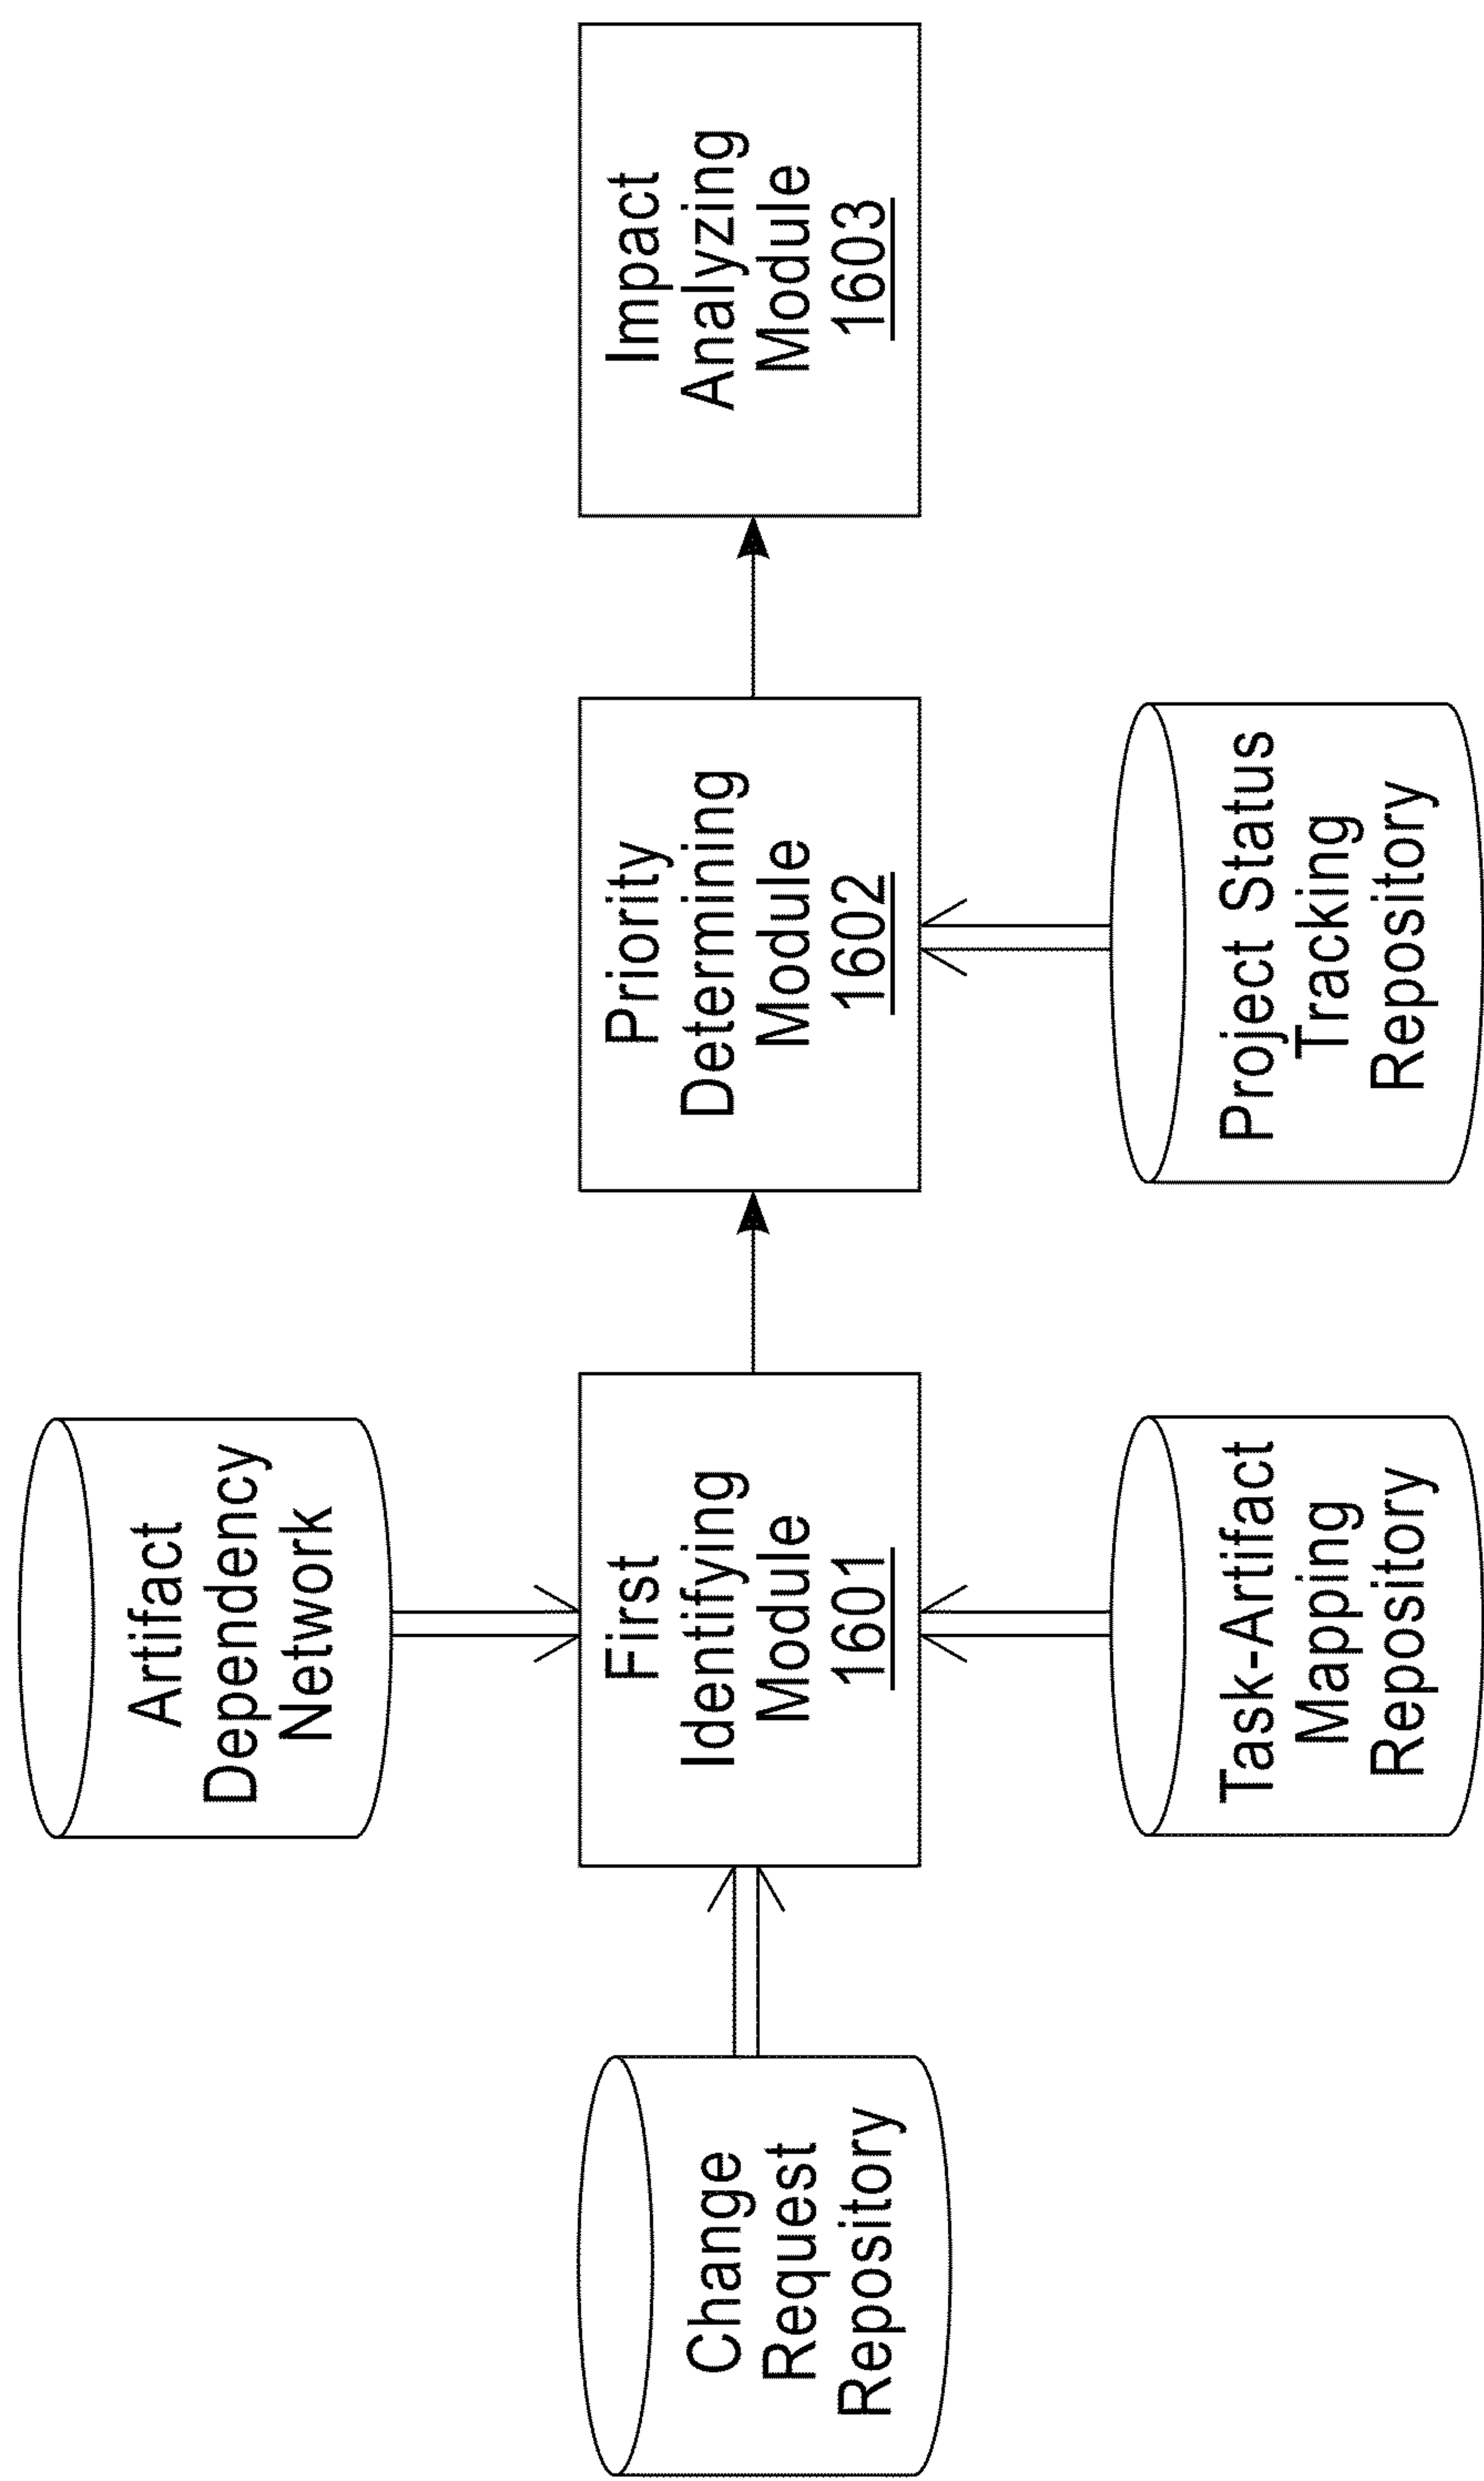 Artifact
Dependency
Network
Change
Request
Repository
First
Identifying
Module
1601
Priority
Determining
Module
1602
Impact
Analyzing
Module
1603
Task-Artifact
Mapping
Repository
Project Status
Tracking
Repository